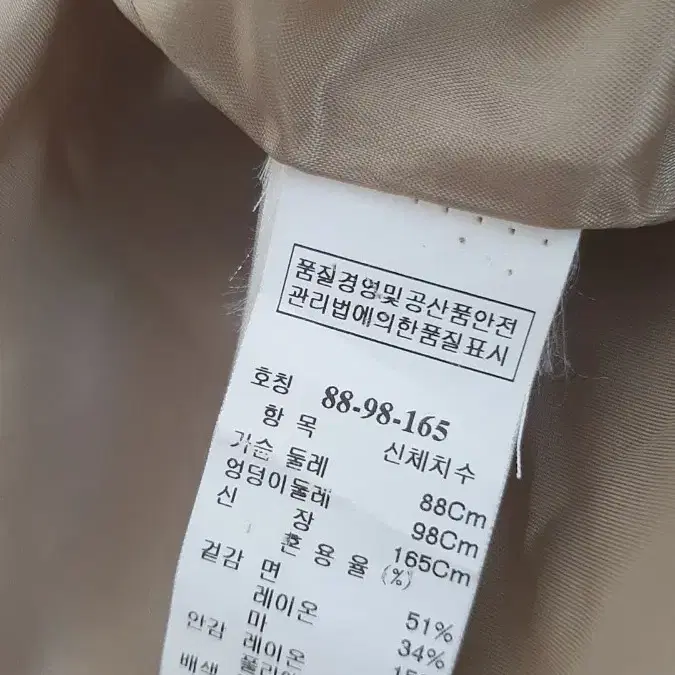 품질경영및공산품안전
관리법에의한품질표시
호칭 88-98-165
항 목 신체치수
가슴 둘레 88Cm
엉덩이둘레 98Cm
신 장 165Cm
혼 용 율 (%)
겉감 면 51%
레이온 34%
마
안감 레이온
배색